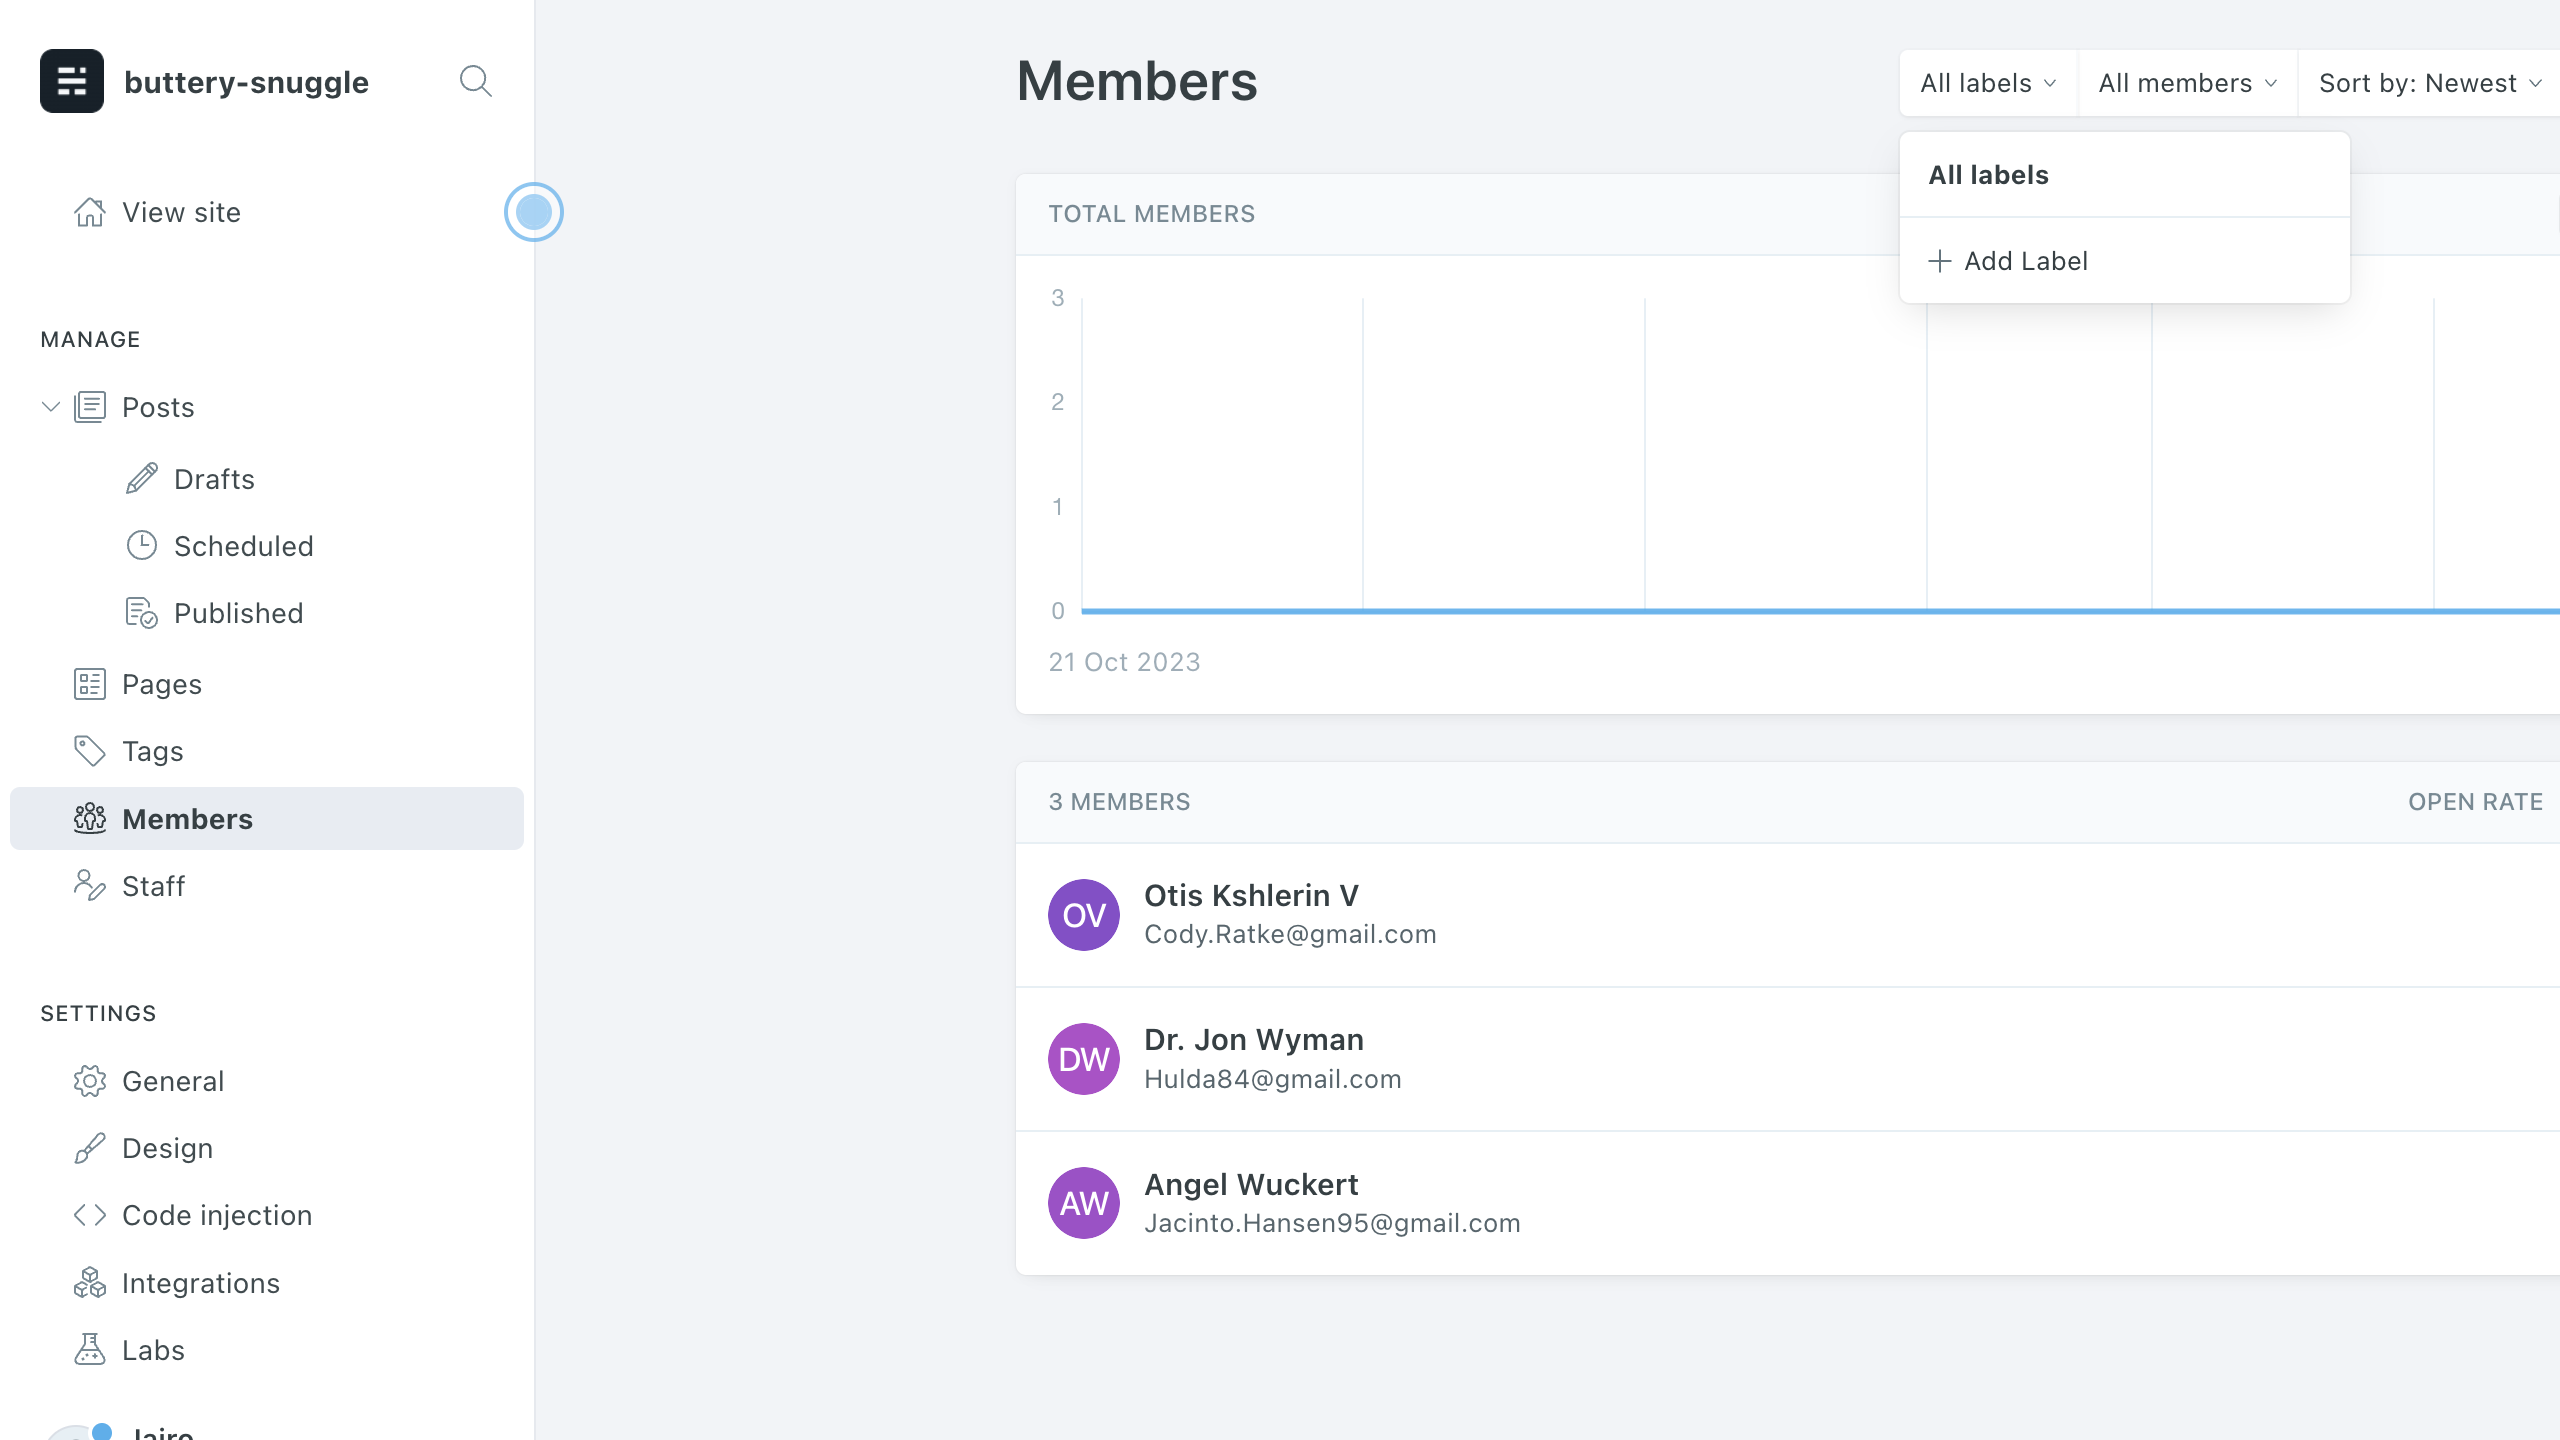 buttery-snuggle
View site
MANAGE
Posts
Drafts
Scheduled
Published
Pages
Tags
Members
Staff
SETTINGS
General
Design
Code injection
Integrations
Labs
Jairo
Members
All labels
All members
Sort by: Newest
All labels
Add Label
TOTAL MEMBERS
3
2
1
0
21 Oct 2023
3 MEMBERS
OPEN RATE
OV
Otis Kshlerin V
Cody.Ratke@gmail.com
DW
Dr. Jon Wyman
Hulda84@gmail.com
AW
Angel Wuckert
Jacinto.Hansen95@gmail.com